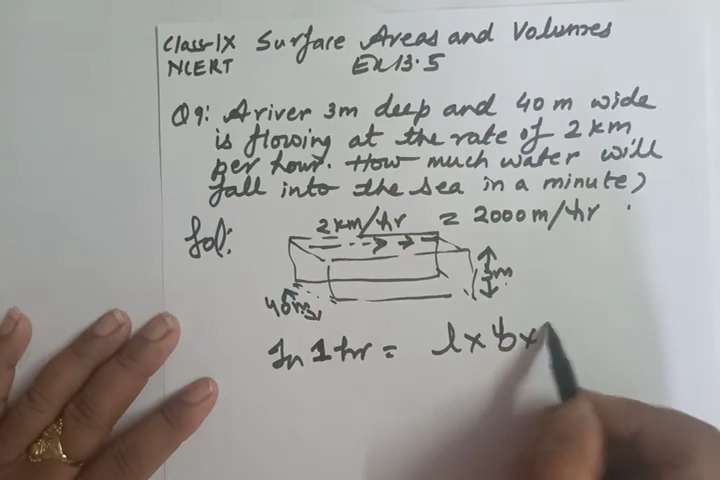 Class-IX Surface Areas and Volumes
NCERT Ex 13.5
Q9: A river 3m deep and 40 m wide
is flowing at the rate of 2 km
per hour. How much water will
fall into the sea in a minute)
Sol: 2 km/hr = 2000 m/hr .
3m
40m
In 1 hr = l x b x